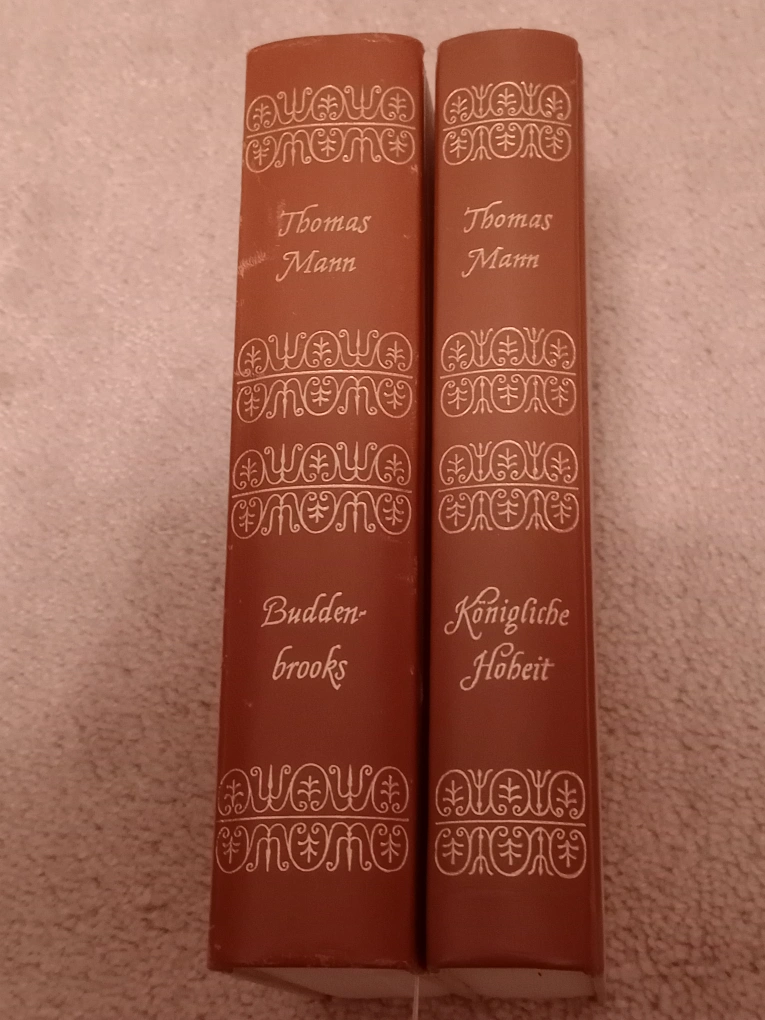 Thomas
Mann
Budden-
brooks
Thomas
Mann
Königliche
Hoheit